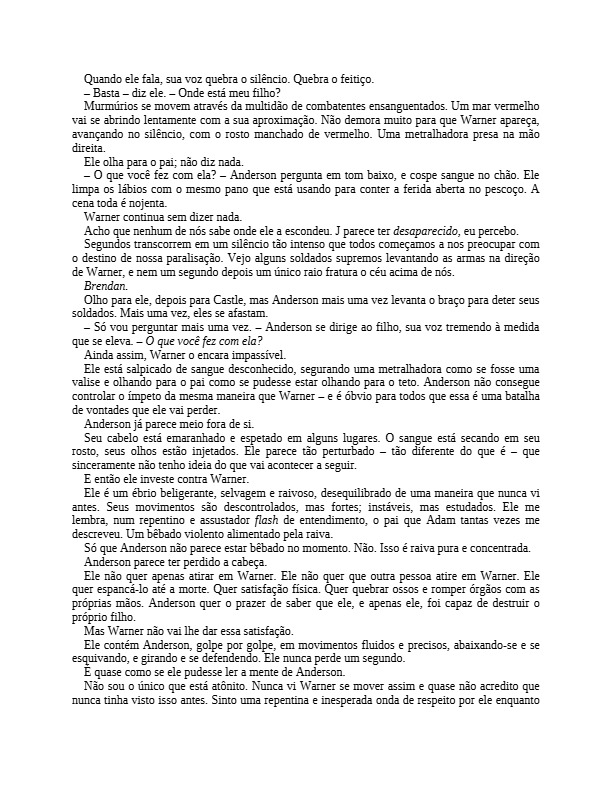 Quando ele fala, sua voz quebra o silêncio. Quebra o feitiço.
– Basta – diz ele. – Onde está meu filho?
Murmúrios se movem através da multidão de combatentes ensanguentados. Um mar vermelho
vai se abrindo lentamente com a sua aproximação. Não demora muito para que Warner apareça,
avançando no silêncio, com o rosto manchado de vermelho. Uma metralhadora presa na mão
direita.
Ele olha para o pai; não diz nada.
– O que você fez com ela? – Anderson pergunta em tom baixo, e cospe sangue no chão. Ele
limpa os lábios com o mesmo pano que está usando para conter a ferida aberta no pescoço. A
cena toda é nojenta.
Warner continua sem dizer nada.
Acho que nenhum de nós sabe onde ele a escondeu. J parece ter desaparecido, eu percebo.
Segundos transcorrem em um silêncio tão intenso que todos começamos a nos preocupar com
o destino de nossa paralisação. Vejo alguns soldados supremos levantando as armas na direção
de Warner, e nem um segundo depois um único raio fratura o céu acima de nós.
Brendan.
Olho para ele, depois para Castle, mas Anderson mais uma vez levanta o braço para deter seus
soldados. Mais uma vez, eles se afastam.
– Só vou perguntar mais uma vez. – Anderson se dirige ao filho, sua voz tremendo à medida
que se eleva. – O que você fez com ela?
Ainda assim, Warner o encara impassível.
Ele está salpicado de sangue desconhecido, segurando uma metralhadora como se fosse uma
valise e olhando para o pai como se pudesse estar olhando para o teto. Anderson não consegue
controlar o ímpeto da mesma maneira que Warner – e é óbvio para todos que essa é uma batalha
de vontades que ele vai perder.
Anderson já parece meio fora de si.
Seu cabelo está emaranhado e espetado em alguns lugares. O sangue está secando em seu
rosto, seus olhos estão injetados. Ele parece tão perturbado – tão diferente do que é – que
sinceramente não tenho ideia do que vai acontecer a seguir.
E então ele investe contra Warner.
Ele é um ébrio beligerante, selvagem e raivoso, desequilibrado de uma maneira que nunca vi
antes. Seus movimentos são descontrolados, mas fortes; instáveis, mas estudados. Ele me
lembra, num repentino e assustador flash de entendimento, o pai que Adam tantas vezes me
descreveu. Um bêbado violento alimentado pela raiva.
Só que Anderson não parece estar bêbado no momento. Não. Isso é raiva pura e concentrada.
Anderson parece ter perdido a cabeça.
Ele não quer apenas atirar em Warner. Ele não quer que outra pessoa atire em Warner. Ele
quer espancá-lo até a morte. Quer satisfação física. Quer quebrar ossos e romper órgãos com as
próprias mãos. Anderson quer o prazer de saber que ele, e apenas ele, foi capaz de destruir o
próprio filho.
Mas Warner não vai lhe dar essa satisfação.
Ele contém Anderson, golpe por golpe, em movimentos fluidos e precisos, abaixando-se e se
esquivando, e girando e se defendendo. Ele nunca perde um segundo.
É quase como se ele pudesse ler a mente de Anderson.
Não sou o único que está atônito. Nunca vi Warner se mover assim e quase não acredito que
nunca tinha visto isso antes. Sinto uma repentina e inesperada onda de respeito por ele enquanto